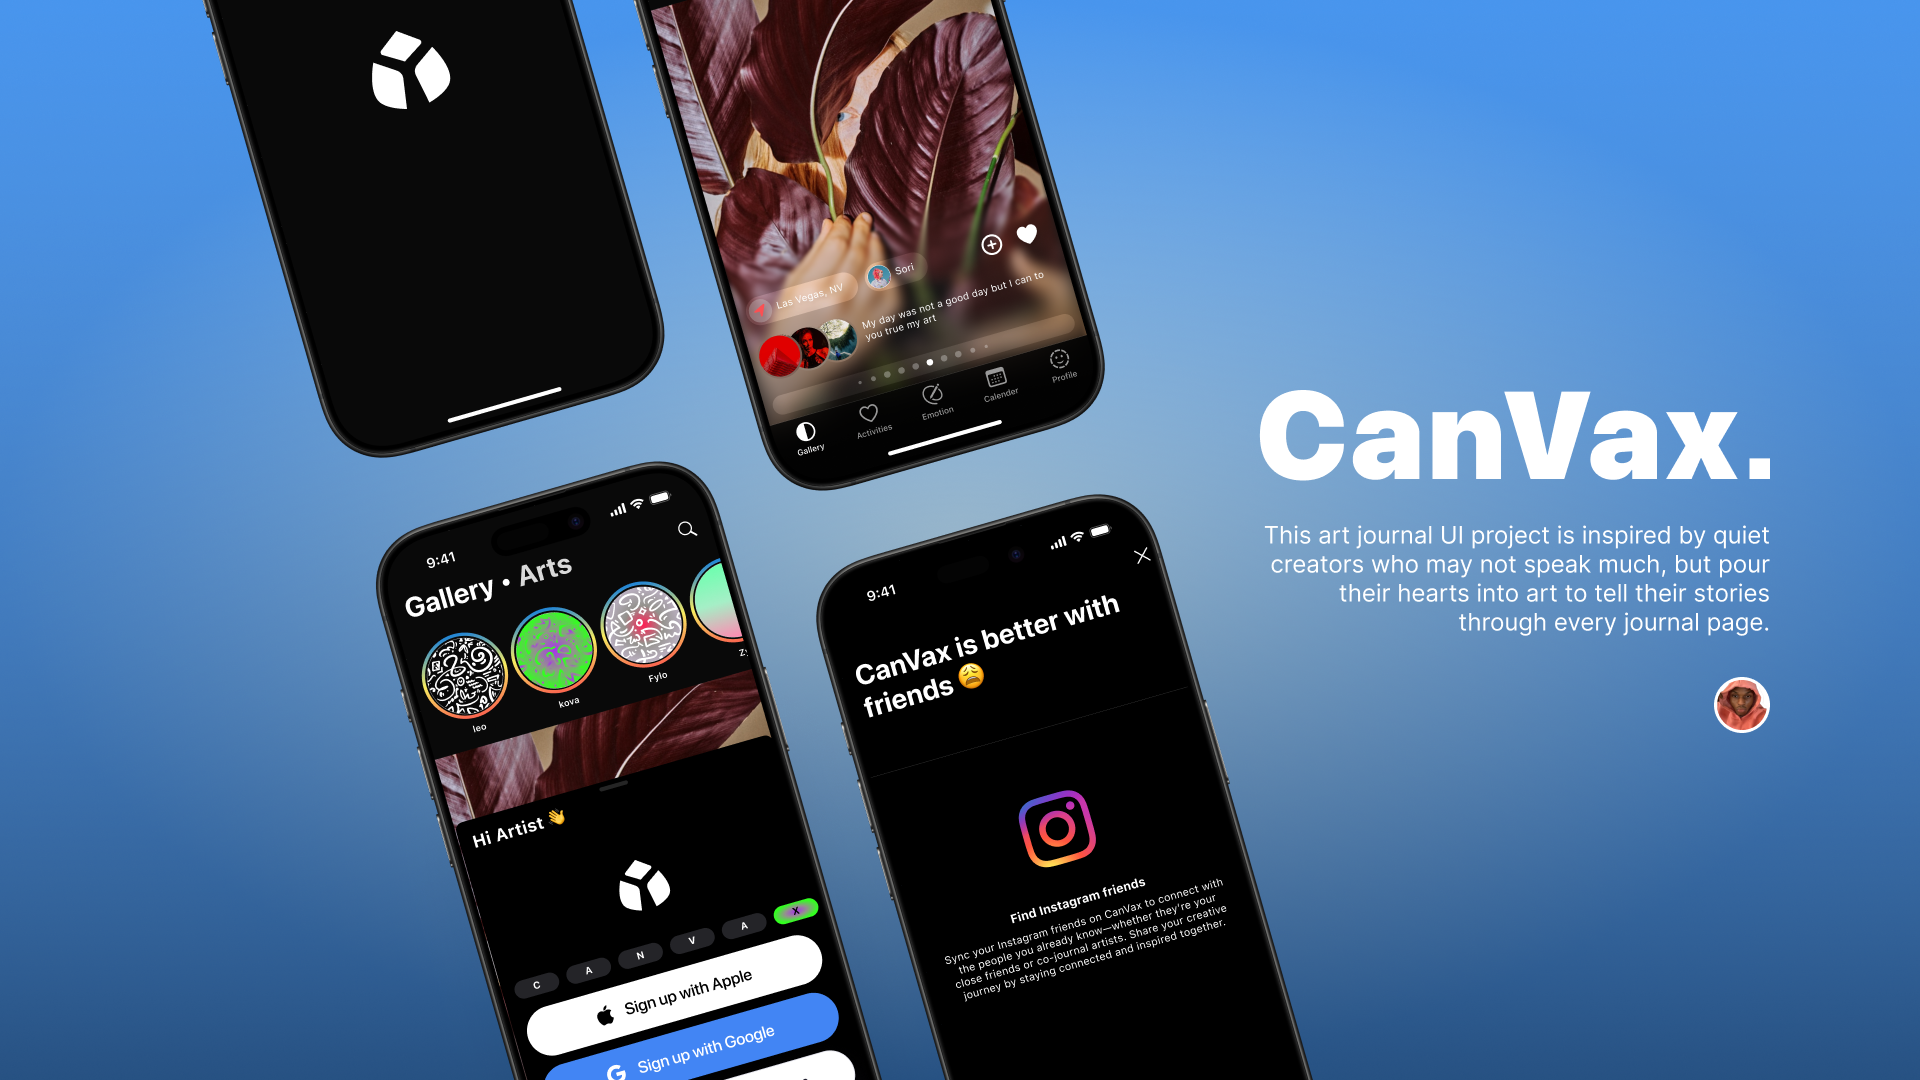 Las Vegas, NV
Sori
My day was not a good day but I can to
you true my art
Gallery
Activities
Emotion
Calender
Profile
CanVax.
This art journal UI project is inspired by quiet
creators who may not speak much, but pour
their hearts into art to tell their stories
through every journal page.
9:41
Gallery • Arts
leo
kova
Fylo
Hi Artist 👋
C A N V A X
Sign up with Apple
G Sign up with Google
9:41
CanVax is better with
friends 😩
Find Instagram friends
Sync your Instagram friends on CanVax to connect with
the people you already know—whether they're your
close friends or co-journal artists. Share your creative
journey by staying connected and inspired together.